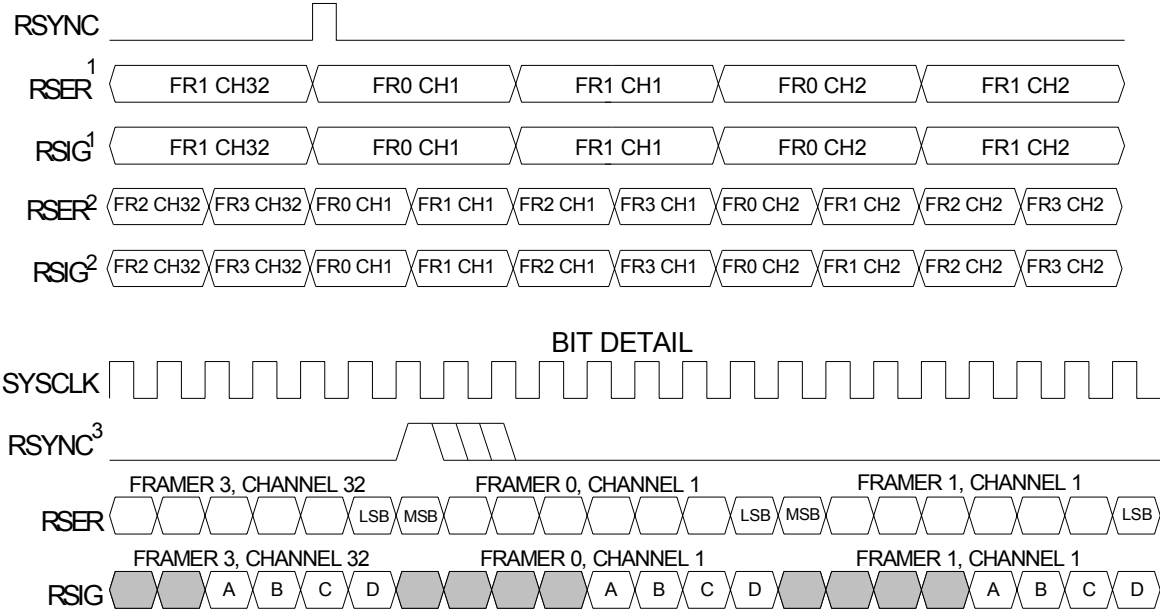 RSYNC
RSER1 FR1 CH32 FR0 CH1 FR1 CH1 FR0 CH2 FR1 CH2
RSIG1 FR1 CH32 FR0 CH1 FR1 CH1 FR0 CH2 FR1 CH2
RSER2 FR2 CH32 FR3 CH32 FR0 CH1 FR1 CH1 FR2 CH1 FR3 CH1 FR0 CH2 FR1 CH2 FR2 CH2 FR3 CH2
RSIG2 FR2 CH32 FR3 CH32 FR0 CH1 FR1 CH1 FR2 CH1 FR3 CH1 FR0 CH2 FR1 CH2 FR2 CH2 FR3 CH2
BIT DETAIL
SYSCLK
RSYNC3
FRAMER 3, CHANNEL 32 FRAMER 0, CHANNEL 1 FRAMER 1, CHANNEL 1
RSER LSB MSB LSB MSB LSB
FRAMER 3, CHANNEL 32 FRAMER 0, CHANNEL 1 FRAMER 1, CHANNEL 1
RSIG A B C D A B C D A B C D